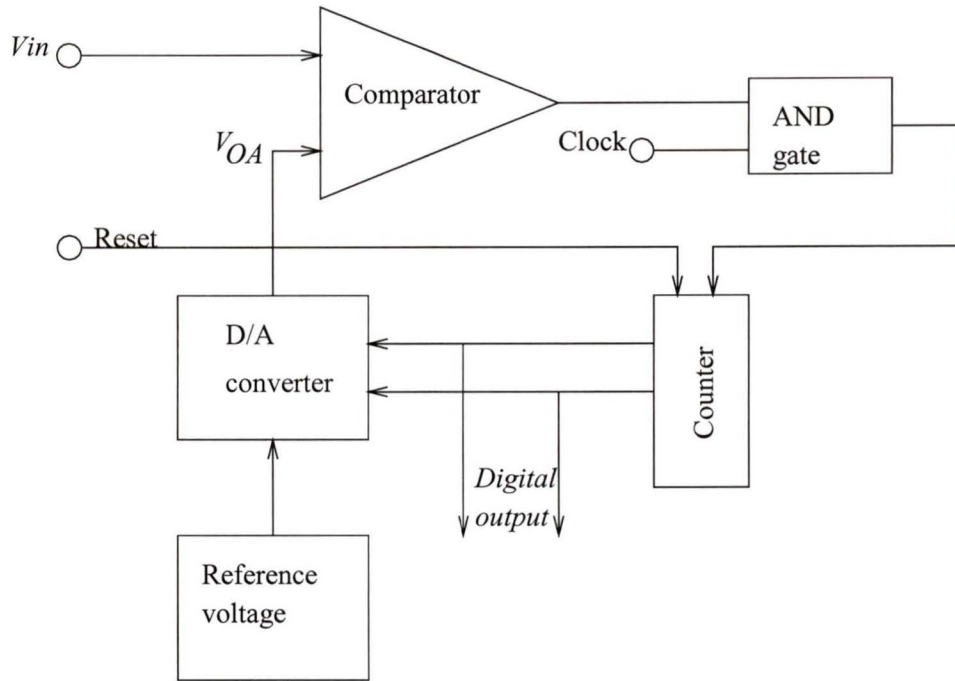 Vin
Comparator
AND
gate
V_OA
Clock
Reset
D/A
converter
Counter
Digital
output
Reference
voltage